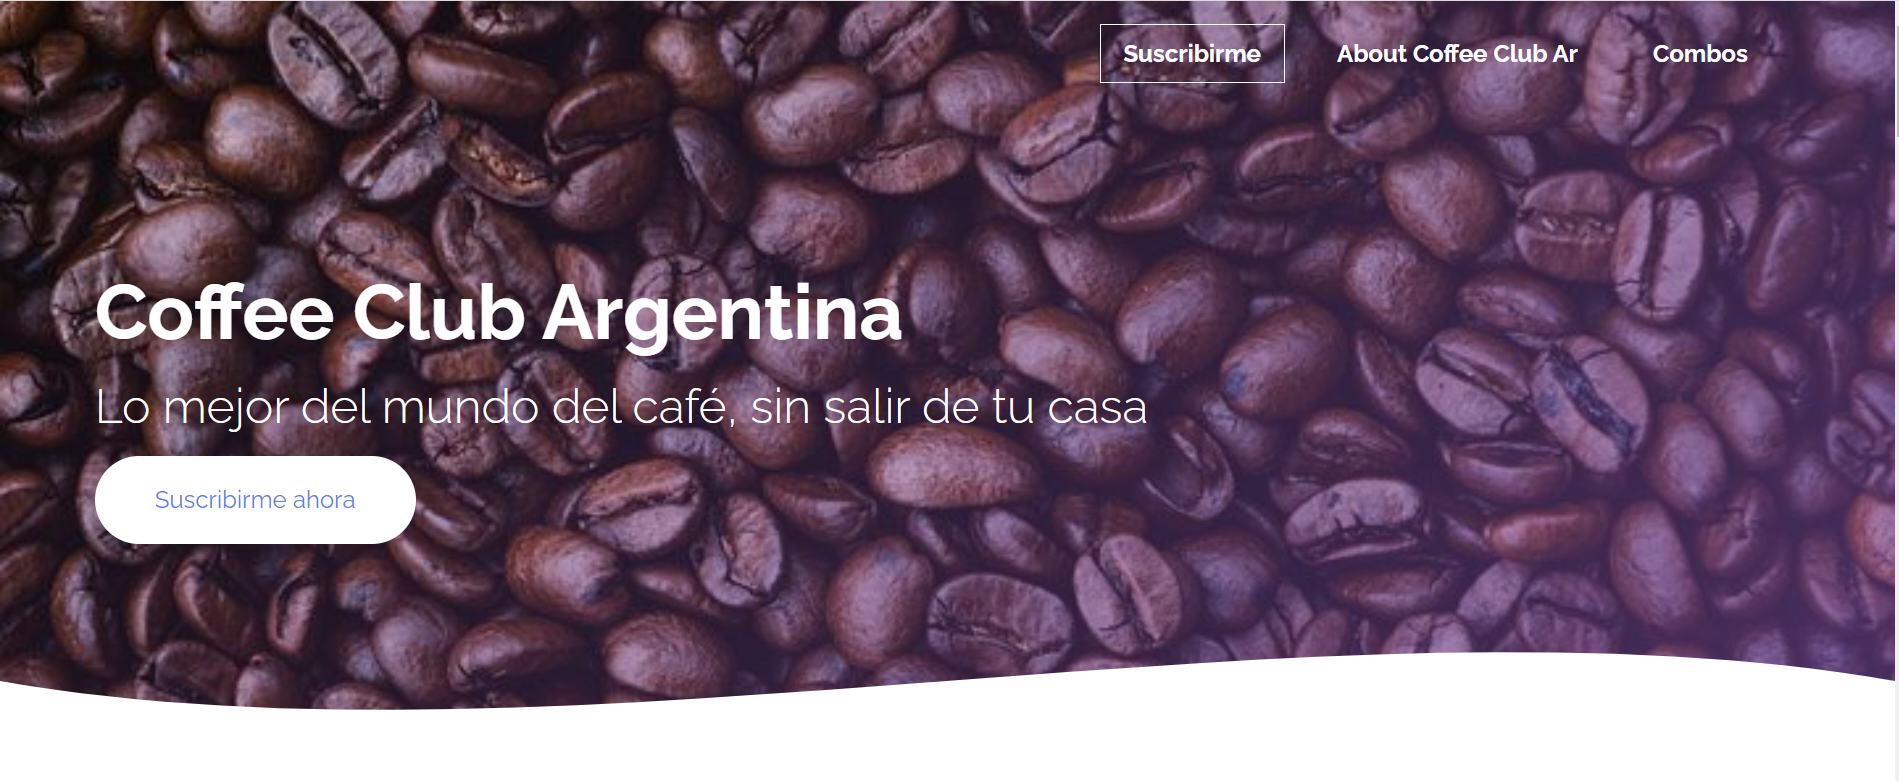 Suscribirme
About Coffee Club Ar
Combos
Coffee Club Argentina
Lo mejor del mundo del café, sin salir de tu casa
Suscribirme ahora